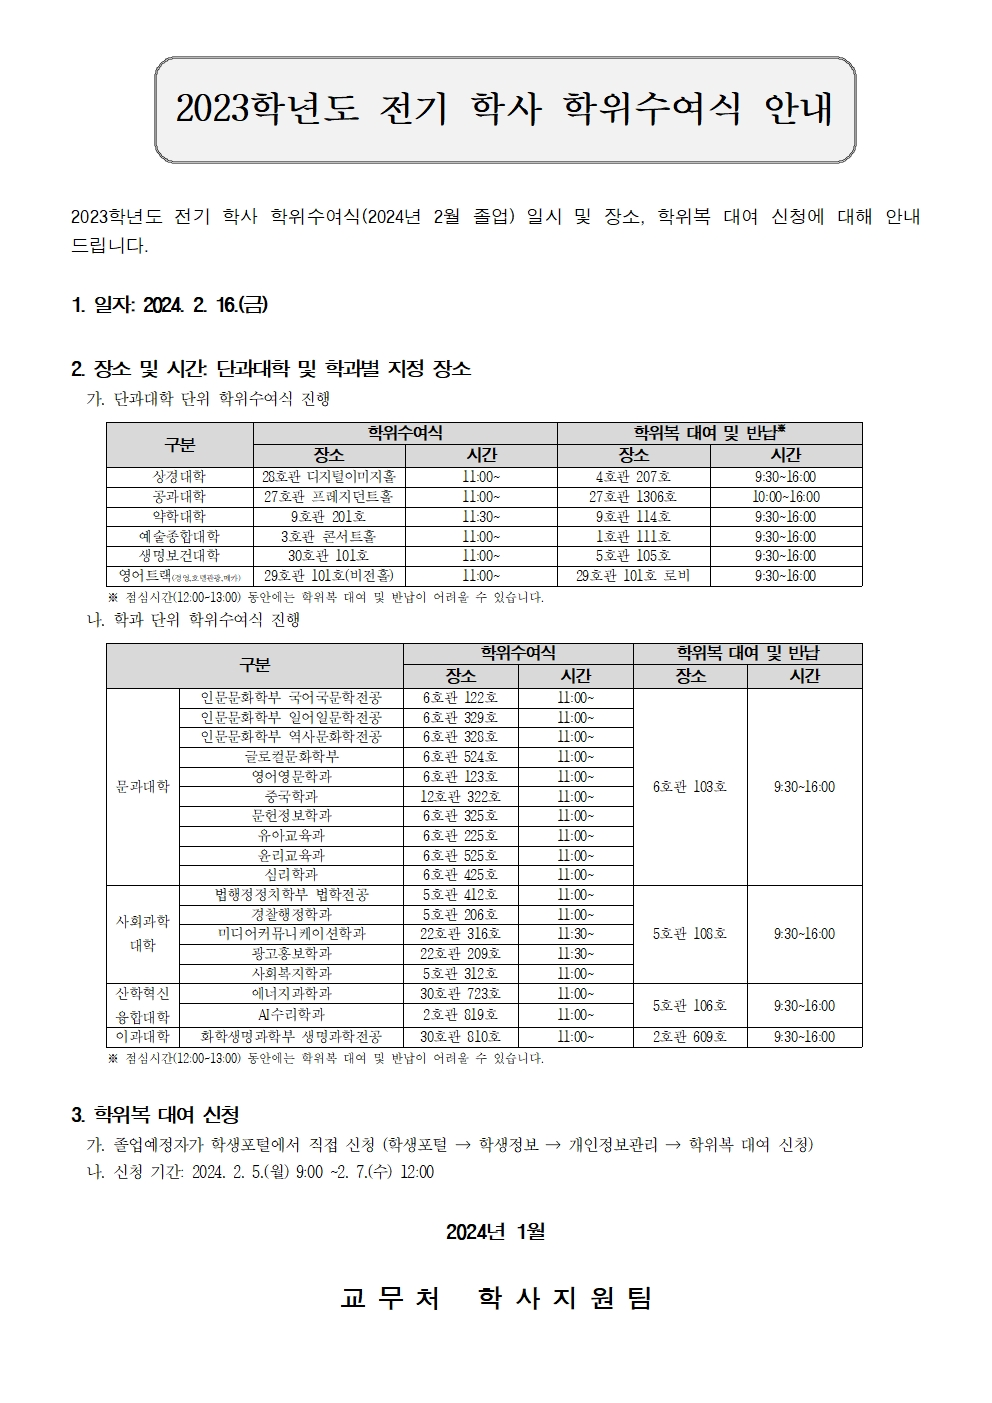 2023학년도 전기 학사 학위수여식 안내
2023학년도 전기 학사 학위수여식(2024년 2월 졸업) 일시 및 장소, 학위복 대여 신청에 대해 안내
드립니다.
1. 일자: 2024. 2. 16.(금)
2. 장소 및 시간: 단과대학 및 학과별 지정 장소
가. 단과대학 단위 학위수여식 진행
구분 학위수여식 학위복 대여 및 반납※
장소 시간 장소 시간
상경대학 28호관 디지털이미지홀 11:00~ 4호관 207호 9:30~16:00
공과대학 27호관 프레지던트홀 11:00~ 27호관 1306호 10:00~16:00
약학대학 9호관 201호 11:30~ 9호관 114호 9:30~16:00
예술종합대학 3호관 콘서트홀 11:00~ 1호관 111호 9:30~16:00
생명보건대학 30호관 101호 11:00~ 5호관 105호 9:30~16:00
영어트랙(경영,호텔관광,메카) 29호관 101호(비전홀) 11:00~ 29호관 101호 로비 9:30~16:00
※ 점심시간(12:00~13:00) 동안에는 학위복 대여 및 반납이 어려울 수 있습니다.
나. 학과 단위 학위수여식 진행
구분 학위수여식 학위복 대여 및 반납
장소 시간 장소 시간
문과대학 인문문화학부 국어국문학전공 6호관 122호 11:00~ 6호관 103호 9:30~16:00
인문문화학부 일어일문학전공 6호관 329호 11:00~
인문문화학부 역사문화학전공 6호관 328호 11:00~
글로컬문화학부 6호관 524호 11:00~
영어영문학과 6호관 123호 11:00~
중국학과 12호관 322호 11:00~
문헌정보학과 6호관 325호 11:00~
유아교육과 6호관 225호 11:00~
윤리교육과 6호관 525호 11:00~
심리학과 6호관 425호 11:00~
사회과학 대학 법행정정치학부 법학전공 5호관 412호 11:00~ 5호관 108호 9:30~16:00
경찰행정학과 5호관 206호 11:00~
미디어커뮤니케이션학과 22호관 316호 11:30~
광고홍보학과 22호관 209호 11:30~
사회복지학과 5호관 312호 11:00~
산학혁신 융합대학 에너지과학과 30호관 723호 11:00~ 5호관 106호 9:30~16:00
AI수리학과 2호관 819호 11:00~
이과대학 화학생명과학부 생명과학전공 30호관 810호 11:00~ 2호관 609호 9:30~16:00
※ 점심시간(12:00~13:00) 동안에는 학위복 대여 및 반납이 어려울 수 있습니다.
3. 학위복 대여 신청
가. 졸업예정자가 학생포털에서 직접 신청 (학생포털 → 학생정보 → 개인정보관리 → 학위복 대여 신청)
나. 신청 기간: 2024. 2. 5.(월) 9:00 ~2. 7.(수) 12:00
2024년 1월
교무처 학사지원팀